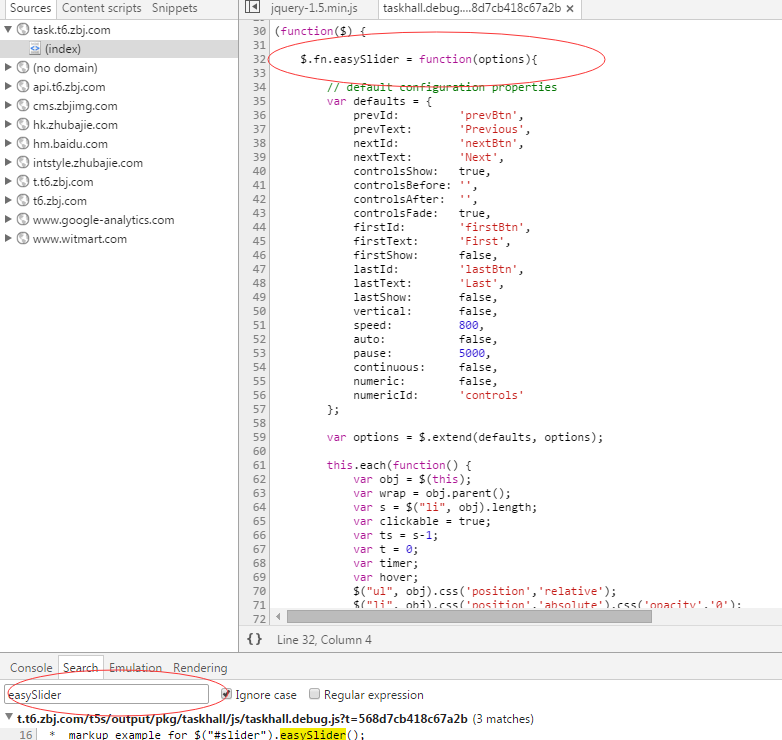 Sources Content scripts Snippets
task.t6.zbj.com
(index)
(no domain)
api.t6.zbj.com
cms.zbjimg.com
hk.zhubajie.com
hm.baidu.com
intstyle.zhubajie.com
t.t6.zbj.com
t6.zbj.com
www.google-analytics.com
www.witmart.com
jquery-1.5.min.js taskhall.debug....8d7cb418c67a2b ×
30 (function($) {
31
32 $.fn.easySlider = function(options){
33
34 // default configuration properties
35 var defaults = {
36 prevId: 'prevBtn',
37 prevText: 'Previous',
38 nextId: 'nextBtn',
39 nextText: 'Next',
40 controlsShow: true,
41 controlsBefore: '',
42 controlsAfter: '',
43 controlsFade: true,
44 firstId: 'firstBtn',
45 firstText: 'First',
46 firstShow: false,
47 lastId: 'lastBtn',
48 lastText: 'Last',
49 lastShow: false,
50 vertical: false,
51 speed: 800,
52 auto: false,
53 pause: 5000,
54 continuous: false,
55 numeric: false,
56 numericId: 'controls'
57 };
58
59 var options = $.extend(defaults, options);
60
61 this.each(function() {
62 var obj = $(this);
63 var wrap = obj.parent();
64 var s = $("li", obj).length;
65 var clickable = true;
66 var ts = s-1;
67 var t = 0;
68 var timer;
69 var hover;
70 $("ul", obj).css('position','relative');
71 $("li", obj).css('position','absolute').css('opacity','0');
72
{} Line 32, Column 4
Console Search Emulation Rendering
easySlider Ignore case Regular expression
t.t6.zbj.com/t5s/output/pkg/taskhall/js/taskhall.debug.js?t=568d7cb418c67a2b (3 matches)
16 * markup example for $("#slider").easySlider();